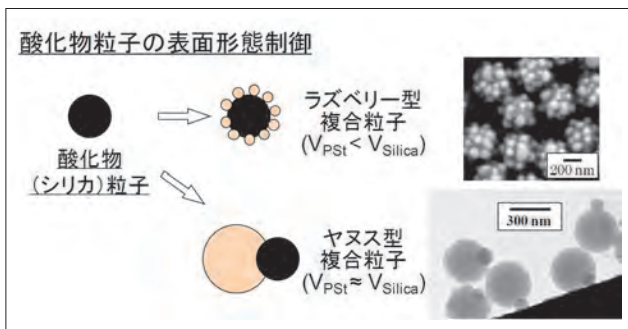 酸化物粒子の表面形態制御
酸化物
(シリカ)粒子
ラズベリー型
複合粒子
(VPSt < VSilica)
200 nm
ヤヌス型
複合粒子
(VPSt ≈ VSilica)
300 nm